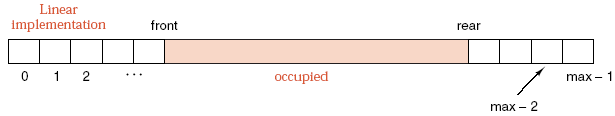 Linear
implementation
front
rear
0 1 2 ... occupied max – 1
max – 2